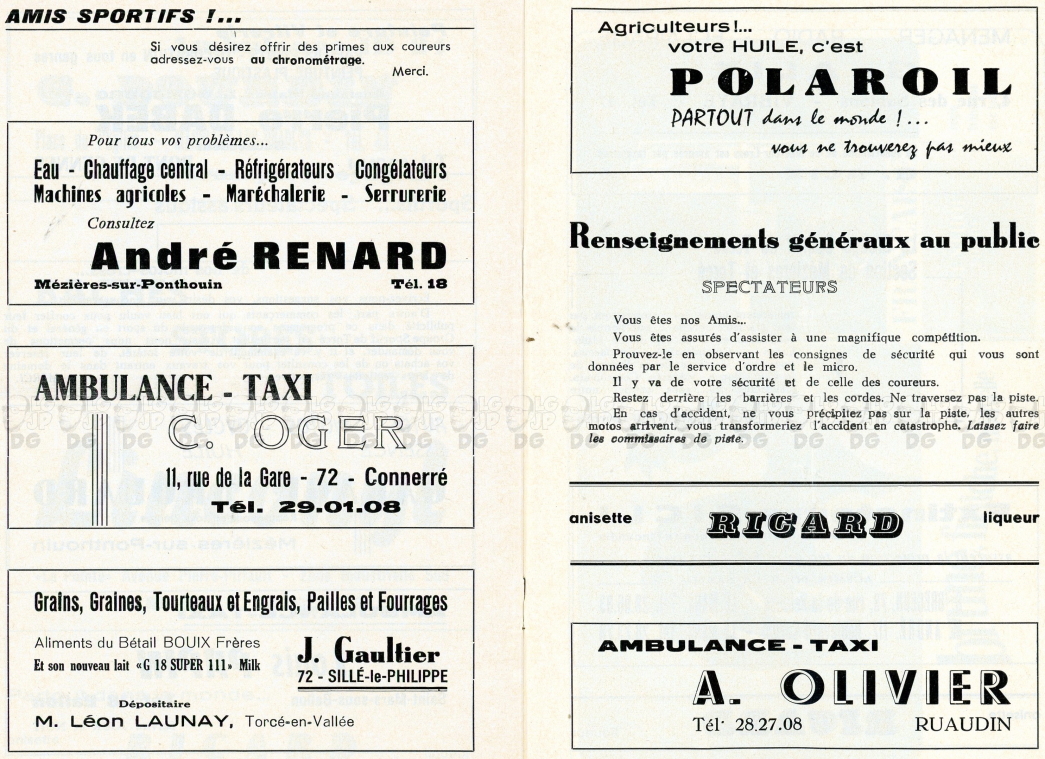 AMIS SPORTIFS !...
Si vous désirez offrir des primes aux coureurs
adressez-vous au chronométrage.
Merci.
Pour tous vos problèmes...
Eau - Chauffage central - Réfrigérateurs Congélateurs
Machines agricoles - Maréchalerie - Serrurerie
Consultez
André RENARD
Mézières-sur-Ponthouin Tél. 18
AMBULANCE - TAXI
C. OGER
11, rue de la Gare - 72 - Connerré
Tél. 29.01.08
Grains, Graines, Tourteaux et Engrais, Pailles et Fourrages
Aliments du Bétail BOUIX Frères
Et son nouveau lait «G 18 SUPER 111» Milk
J. Gaultier
72 - SILLÉ-le-PHILIPPE
Dépositaire
M. Léon LAUNAY, Torcé-en-Vallée
Agriculteurs!...
votre HUILE, c'est
POLAROIL
PARTOUT dans le monde !...
vous ne trouverez pas mieux
Renseignements généraux au public
SPECTATEURS
Vous êtes nos Amis...
Vous êtes assurés d'assister à une magnifique compétition.
Prouvez-le en observant les consignes de sécurité qui vous sont
données par le service d'ordre et le micro.
Il y va de votre sécurité et de celle des coureurs.
Restez derrière les barrières et les cordes. Ne traversez pas la piste.
En cas d'accident, ne vous précipitez pas sur la piste, les autres
motos arrivent, vous transformeriez l'accident en catastrophe. Laissez faire
les commissaires de piste.
anisette RICARD liqueur
AMBULANCE - TAXI
A. OLIVIER
Tél. 28.27.08 RUAUDIN